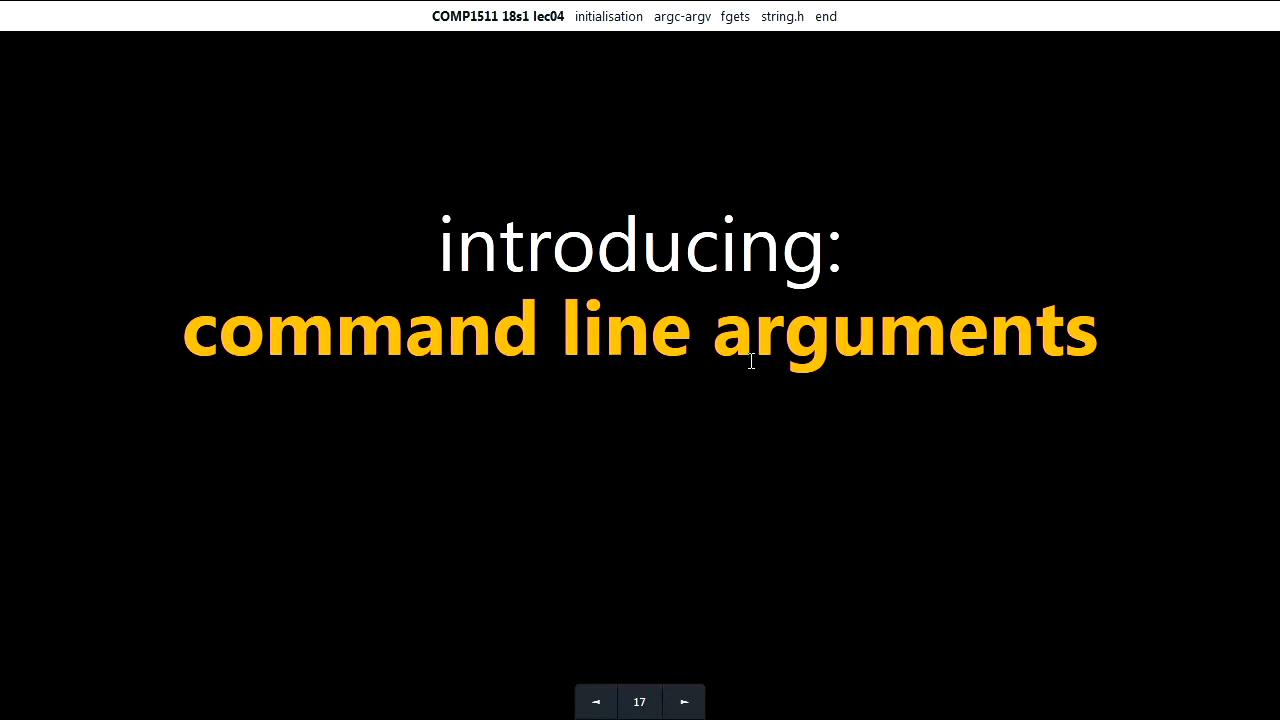 COMP1511 18s1 lec04 initialisation argc-argv fgets string.h end
introducing:
command line arguments
◄ 17 ►